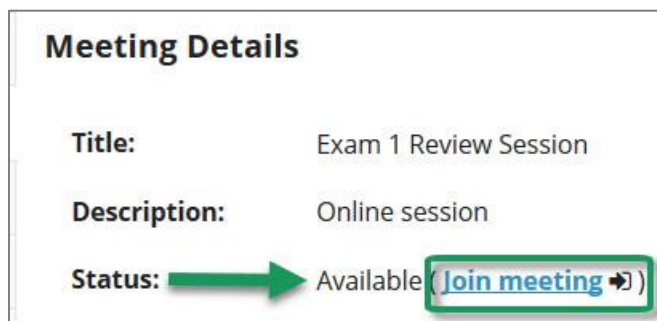 Meeting Details
Title: Exam 1 Review Session
Description: Online session
Status: Available ( Join meeting )